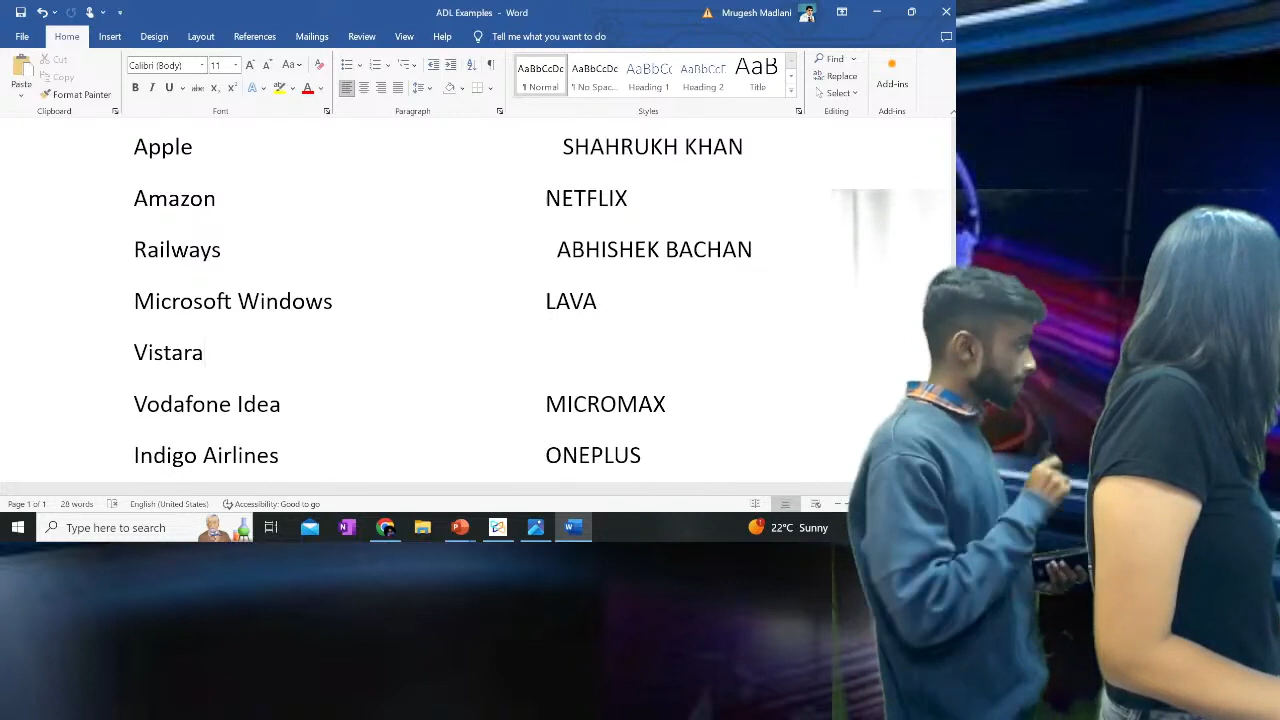 ADL Examples - Word
Mrugesh Madlani
File Home Insert Design Layout References Mailings Review View Help Tell me what you want to do
Paste
Cut
Copy
Format Painter
Clipboard
Calibri (Body) 11
Font
Paragraph
AaBbCcDc AaBbCcDc AaBbCc AaBbCcC AaB
¶ Normal ¶ No Spac... Heading 1 Heading 2 Title
Styles
Find
Replace
Select
Editing
Add-ins
Add-ins
Apple SHAHRUKH KHAN
Amazon NETFLIX
Railways ABHISHEK BACHAN
Microsoft Windows LAVA
Vistara
Vodafone Idea MICROMAX
Indigo Airlines ONEPLUS
Page 1 of 1 28 words English (United States) Accessibility: Good to go
Type here to search
22°C Sunny